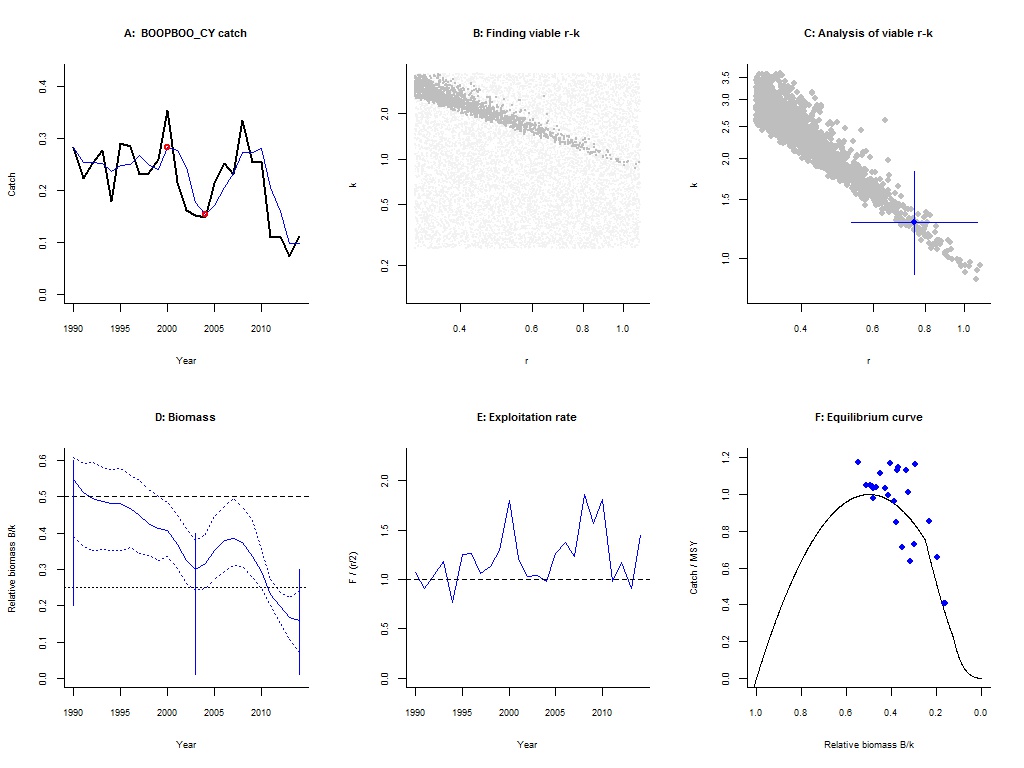 A: BOOPBOO_CY catch
B: Finding viable r-k
C: Analysis of viable r-k
Catch
0.0 0.1 0.2 0.3 0.4
1990 1995 2000 2005 2010
Year
k
0.2 0.5 1.0 2.0
0.4 0.6 0.8 1.0
r
k
1.0 1.5 2.0 2.5 3.0 3.5
0.4 0.6 0.8 1.0
r
D: Biomass
E: Exploitation rate
F: Equilibrium curve
Relative biomass B/k
0.0 0.1 0.2 0.3 0.4 0.5 0.6
1990 1995 2000 2005 2010
Year
F / (r/2)
0.0 0.5 1.0 1.5 2.0
1990 1995 2000 2005 2010
Year
Catch / MSY
0.0 0.2 0.4 0.6 0.8 1.0 1.2
1.0 0.8 0.6 0.4 0.2 0.0
Relative biomass B/k